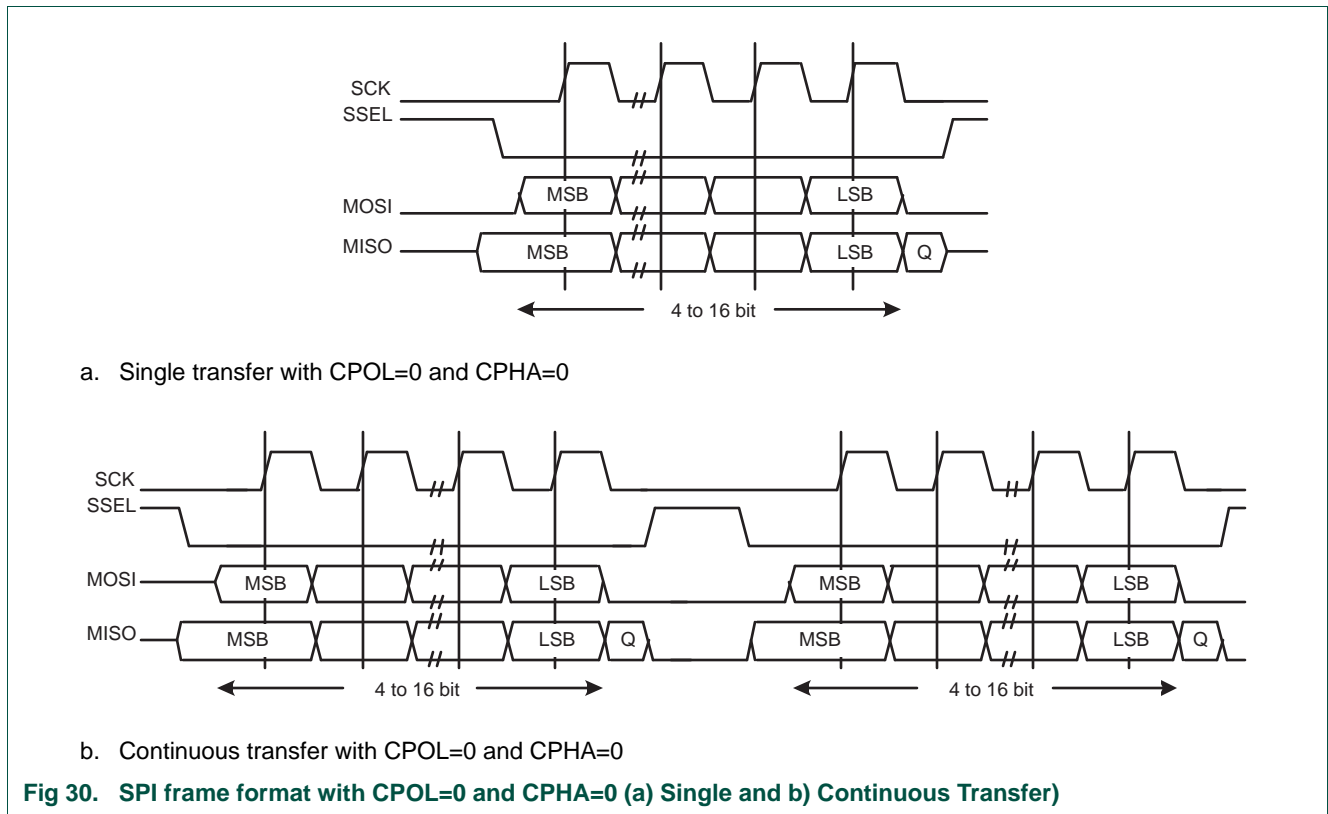 SCK
SSEL
MOSI MSB LSB
MISO MSB LSB Q
4 to 16 bit
a. Single transfer with CPOL=0 and CPHA=0
SCK
SSEL
MOSI MSB LSB MSB LSB
MISO MSB LSB Q MSB LSB Q
4 to 16 bit 4 to 16 bit
b. Continuous transfer with CPOL=0 and CPHA=0
Fig 30. SPI frame format with CPOL=0 and CPHA=0 (a) Single and b) Continuous Transfer)